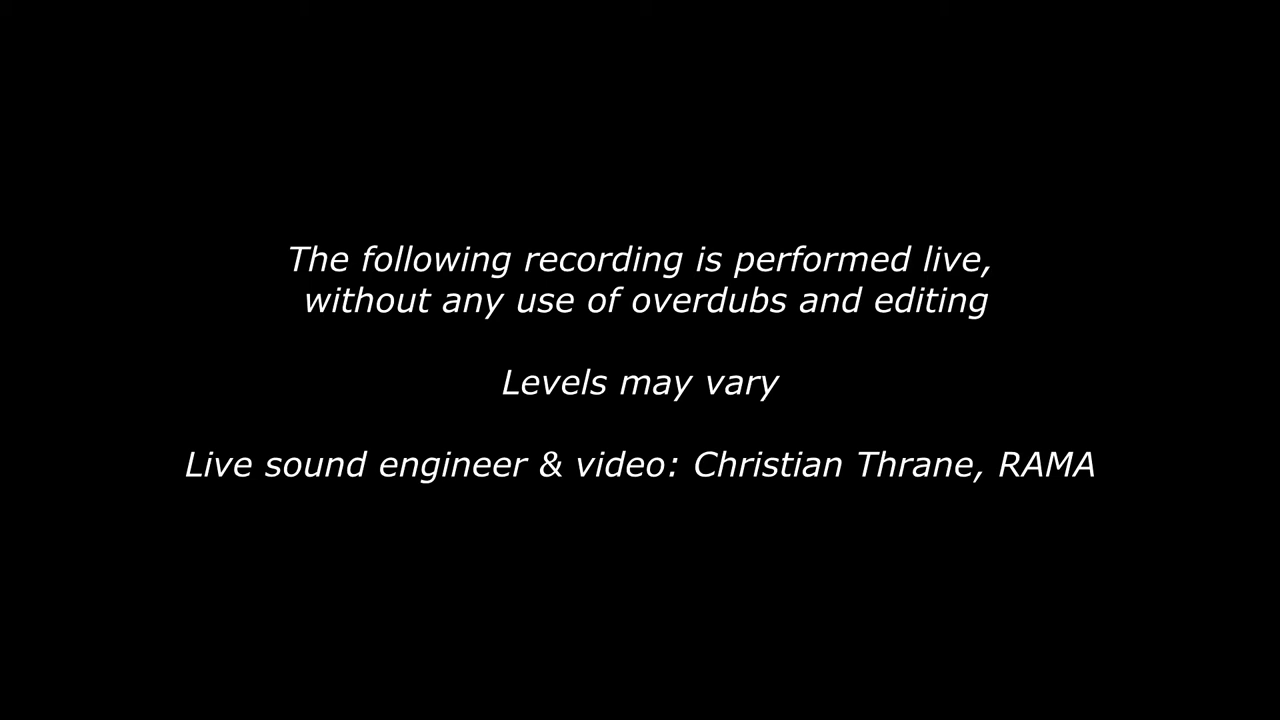 The following recording is performed live,
without any use of overdubs and editing
Levels may vary
Live sound engineer & video: Christian Thrane, RAMA